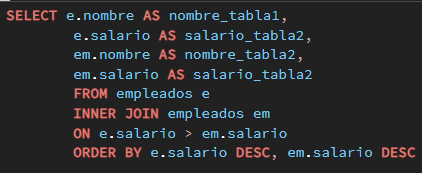 SELECT e.nombre AS nombre_tabla1,
e.salario AS salario_tabla2,
em.nombre AS nombre_tabla2,
em.salario AS salario_tabla2
FROM empleados e
INNER JOIN empleados em
ON e.salario > em.salario
ORDER BY e.salario DESC, em.salario DESC